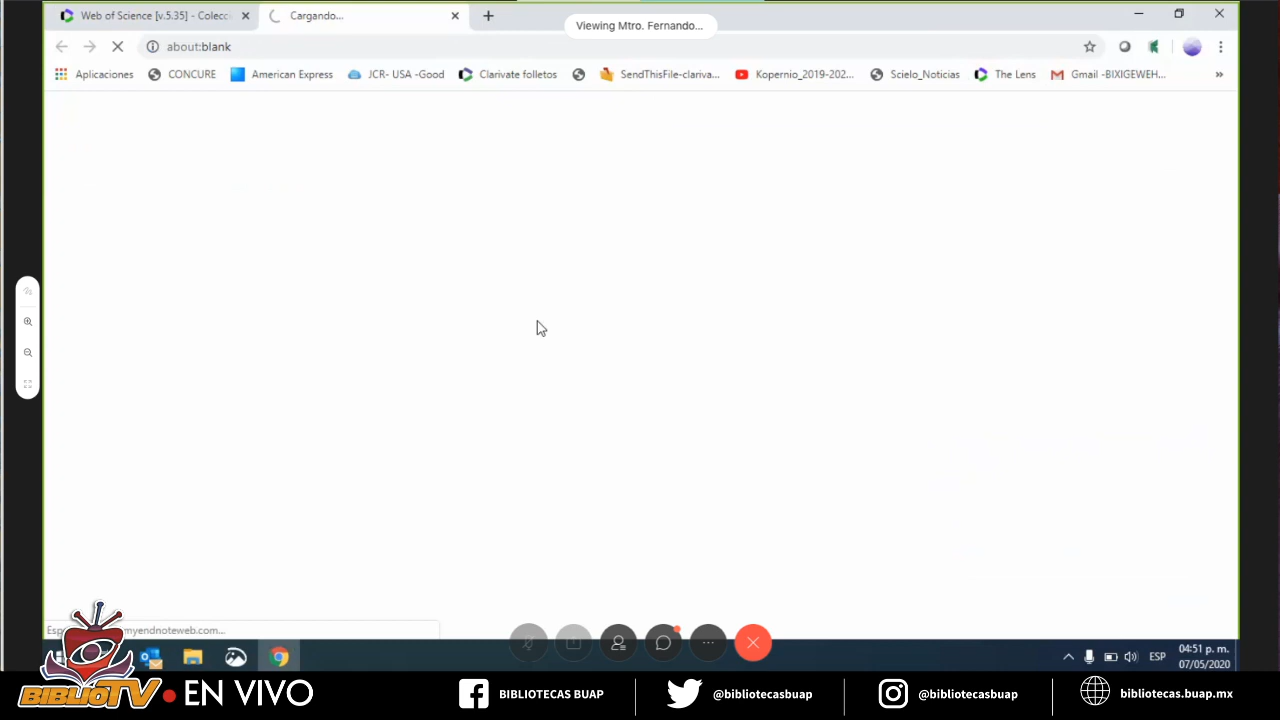 Web of Science [v.5.35] - Colecc
Cargando...
Viewing Mtro. Fernando...
about:blank
Aplicaciones
CONCURE
American Express
JCR- USA -Good
Clarivate folletos
SendThisFile-clariva...
Kopernio_2019-202...
Scielo_Noticias
The Lens
Gmail -BIXIGEWEH...
»
Esp
myendnoteweb.com...
ESP
04:51 p. m.
07/05/2020
BIBLIOTV
EN VIVO
BIBLIOTECAS BUAP
@bibliotecasbuap
@bibliotecasbuap
bibliotecas.buap.mx